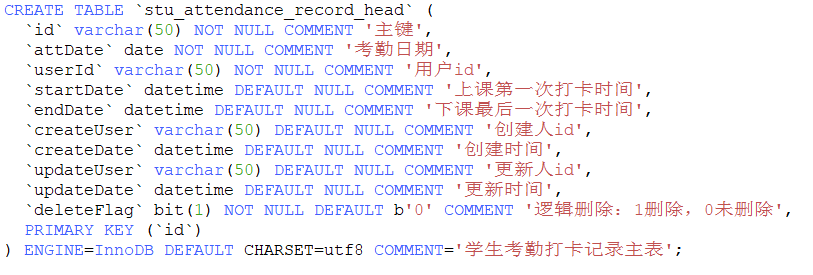 CREATE TABLE `stu_attendance_record_head` (
  `id` varchar(50) NOT NULL COMMENT '主键',
  `attDate` date NOT NULL COMMENT '考勤日期',
  `userId` varchar(50) NOT NULL COMMENT '用户id',
  `startDate` datetime DEFAULT NULL COMMENT '上课第一次打卡时间',
  `endDate` datetime DEFAULT NULL COMMENT '下课最后一次打卡时间',
  `createUser` varchar(50) DEFAULT NULL COMMENT '创建人id',
  `createDate` datetime DEFAULT NULL COMMENT '创建时间',
  `updateUser` varchar(50) DEFAULT NULL COMMENT '更新人id',
  `updateDate` datetime DEFAULT NULL COMMENT '更新时间',
  `deleteFlag` bit(1) NOT NULL DEFAULT b'0' COMMENT '逻辑删除：1删除，0未删除',
  PRIMARY KEY (`id`)
) ENGINE=InnoDB DEFAULT CHARSET=utf8 COMMENT='学生考勤打卡记录主表';